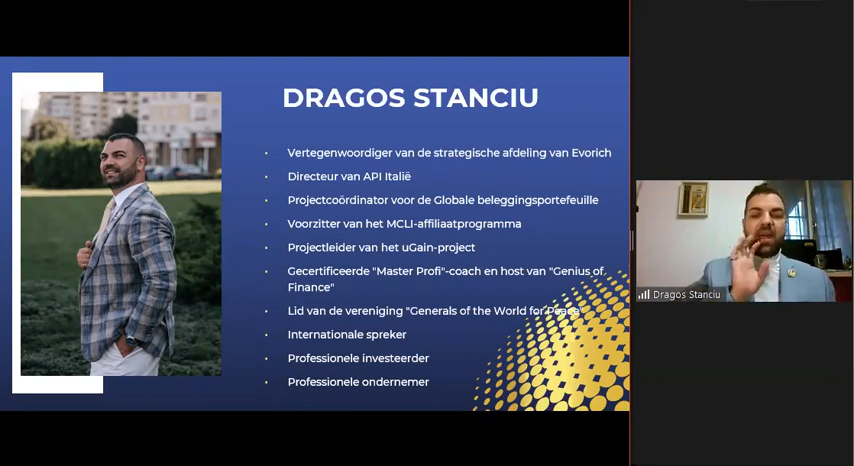 DRAGOS STANCIU
• Vertegenwoordiger van de strategische afdeling van Evorich
• Directeur van API Italië
• Projectcoördinator voor de Globale beleggingsportefeuille
• Voorzitter van het MCLI-affiliaatprogramma
• Projectleider van het uGain-project
• Gecertificeerde "Master Profi"-coach en host van "Genius of
Finance"
• Lid van de vereniging "Generals of the World for Peace"
• Internationale spreker
• Professionele investeerder
• Professionele ondernemer
Dragos Stanciu